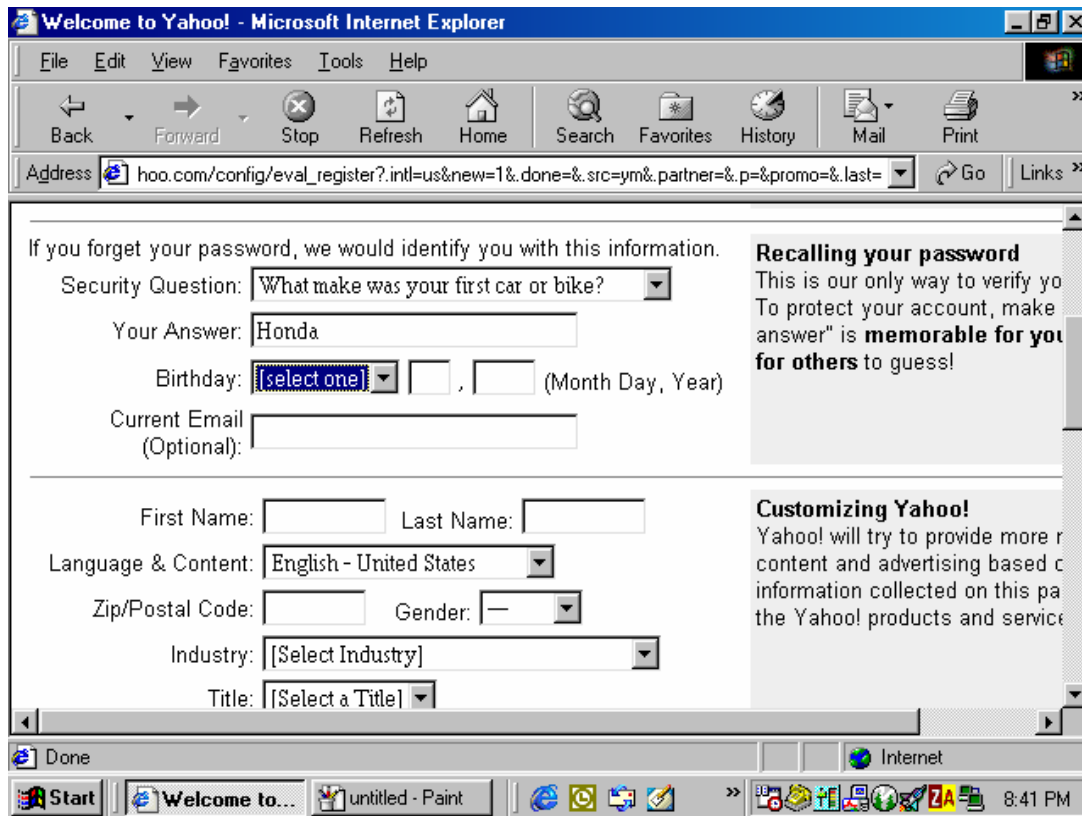 Welcome to Yahoo! - Microsoft Internet Explorer
File Edit View Favorites Tools Help
Back Forward Stop Refresh Home Search Favorites History Mail Print »
Address hoo.com/config/eval_register?.intl=us&new=1&.done=&.src=ym&.partner=&.p=&promo=&.last= Go Links »
If you forget your password, we would identify you with this information.
Security Question: What make was your first car or bike?
Your Answer: Honda
Birthday: [select one] , (Month Day, Year)
Current Email
(Optional):
Recalling your password
This is our only way to verify yo
To protect your account, make
answer" is memorable for you
for others to guess!
First Name: Last Name:
Language & Content: English - United States
Zip/Postal Code: Gender: —
Industry: [Select Industry]
Title: [Select a Title]
Customizing Yahoo!
Yahoo! will try to provide more r
content and advertising based o
information collected on this pa
the Yahoo! products and service
Done Internet
Start Welcome to... untitled - Paint » ZA 8:41 PM